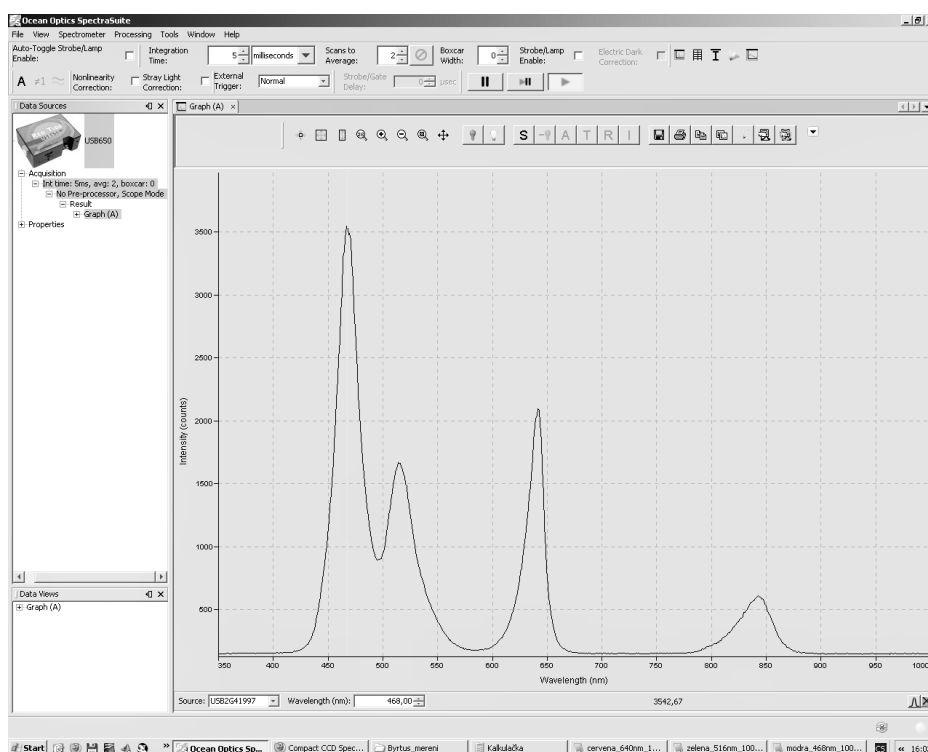 Ocean Optics SpectraSuite
File View Spectrometer Processing Tools Window Help
Auto-Toggle Strobe/Lamp Enable:
Integration Time: 5 milliseconds
Scans to Average: 2
Boxcar Width: 0
Strobe/Lamp Enable:
Electric Dark Correction:
A ≠1 ≈ Nonlinearity Correction:
Stray Light Correction:
External Trigger: Normal
Strobe/Gate Delay: 0 µsec
Data Sources
Graph (A) ×
S A T R I
USB650
Acquisition
Int time: 5ms, avg: 2, boxcar: 0
No Pre-processor, Scope Mode
Result
Graph (A)
Properties
3500
3000
2500
2000
1500
1000
500
Intensity (counts)
350 400 450 500 550 600 650 700 750 800 850 900 950 1000
Wavelength (nm)
Data Views
Graph (A)
Source: USB2G41997 Wavelength (nm): 468,00 3542,67
Start » Ocean Optics Sp... Compact CCD Spec... Byrtus_mereni Kalkulačka cervena_640nm_1... zelena_516nm_100... modra_468nm_100... CS «